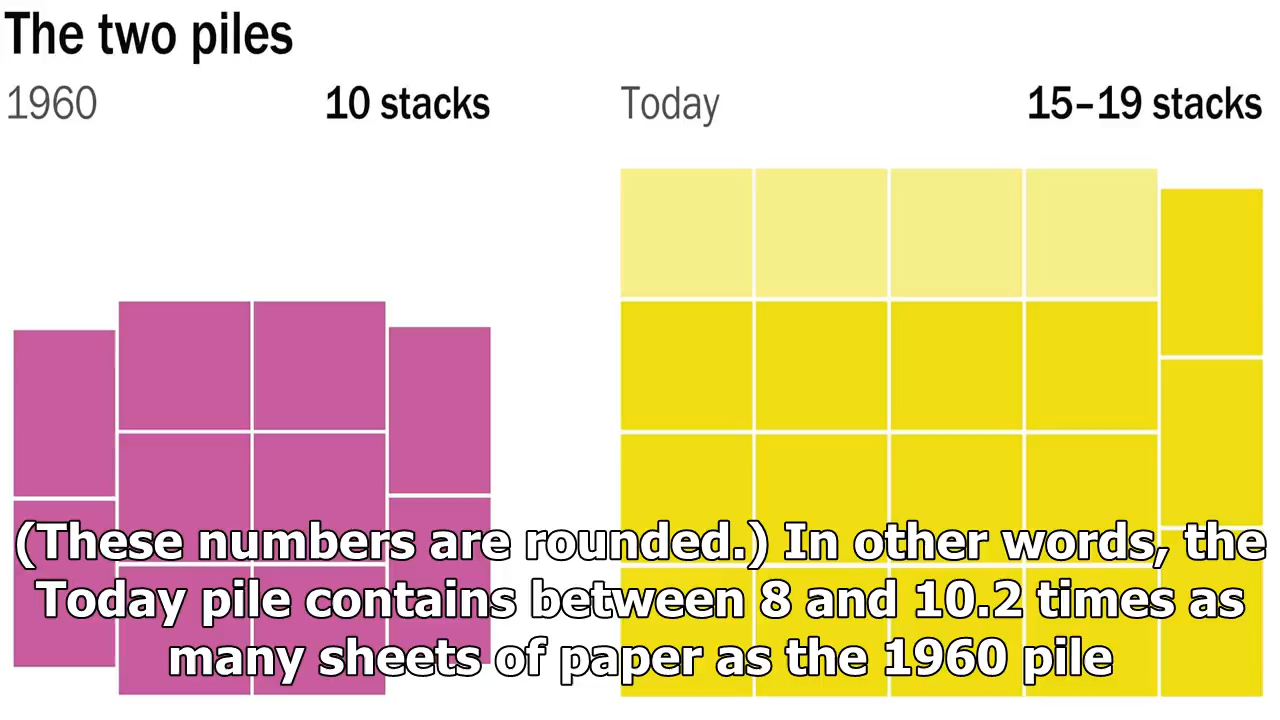 The two piles
1960 10 stacks Today 15–19 stacks
(These numbers are rounded.) In other words, the
Today pile contains between 8 and 10.2 times as
many sheets of paper as the 1960 pile